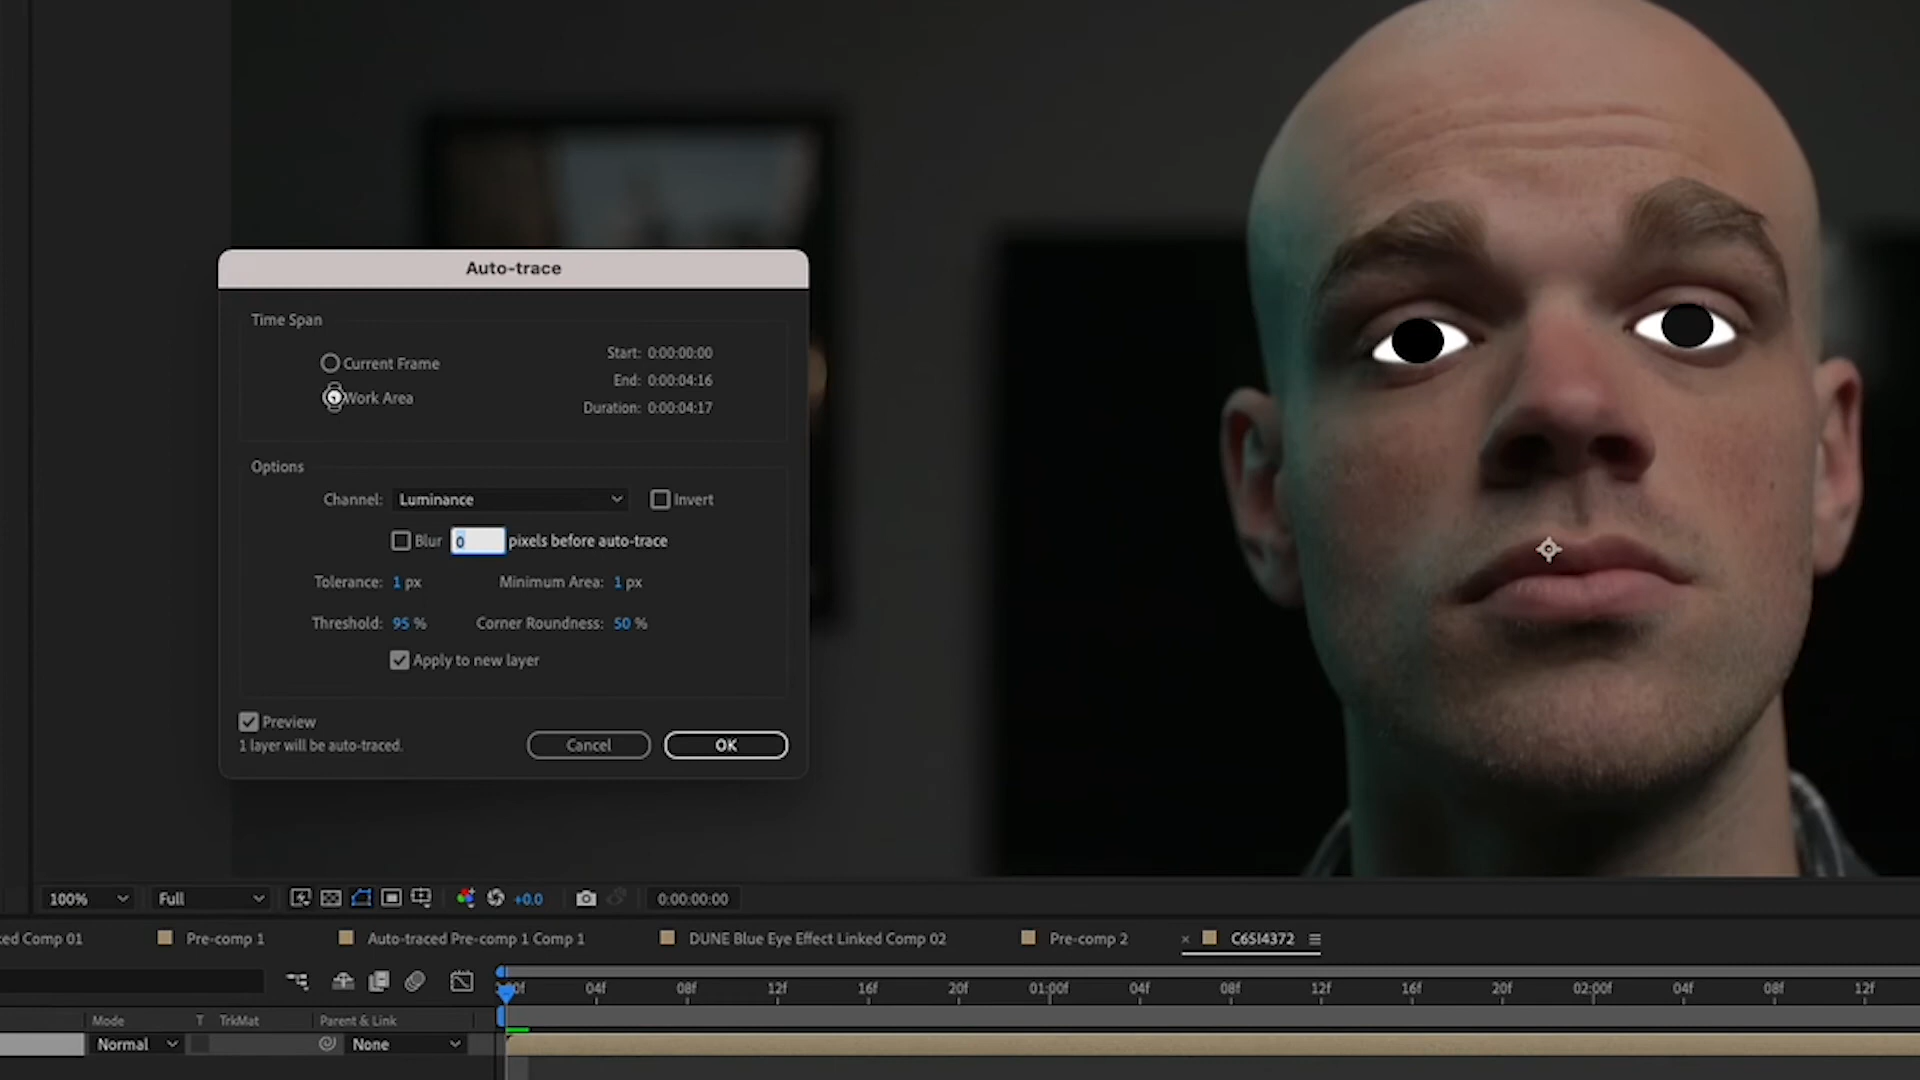 Auto-trace
Time Span
Current Frame
Work Area
Start: 0:00:00:00
End: 0:00:04:16
Duration: 0:00:04:17
Options
Channel: Luminance Invert
Blur 0 pixels before auto-trace
Tolerance: 1 px Minimum Area: 1 px
Threshold: 95 % Corner Roundness: 50 %
Apply to new layer
Preview
1 layer will be auto-traced.
Cancel OK
100% Full +0.0 0:00:00:00
Comp 01 Pre-comp 1 Auto-traced Pre-comp 1 Comp 1 DUNE Blue Eye Effect Linked Comp 02 Pre-comp 2 × C6SI4372
04f 08f 12f 16f 20f 01:00f 04f 08f 12f 16f 20f 02:00f 04f 08f 12f
Mode T TrkMat Parent & Link
Normal None